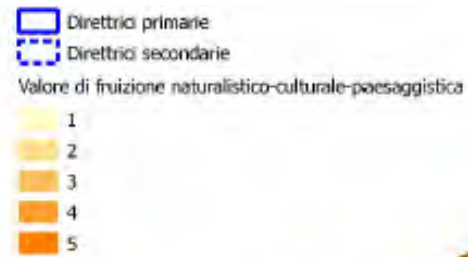 Direttrici primarie
Direttrici secondarie
Valore di fruizione naturalistico-culturale-paesaggistica
1
2
3
4
5